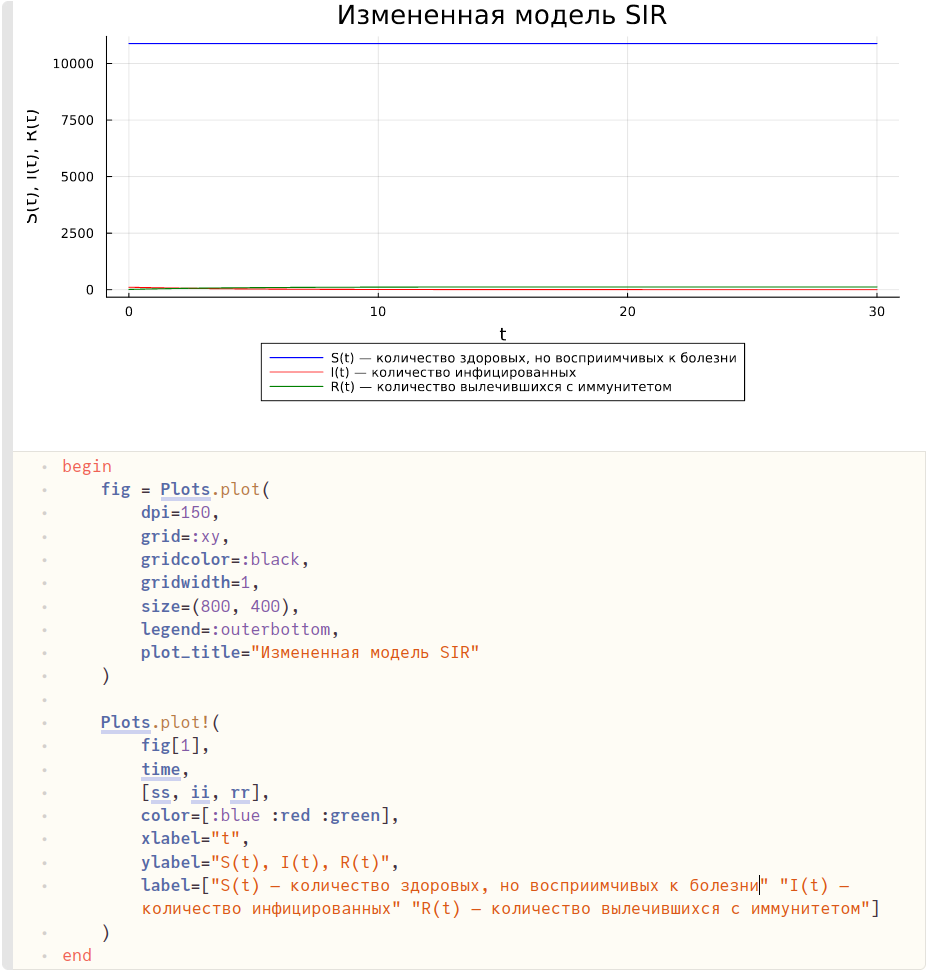 Измененная модель SIR
S(t), I(t), R(t)
10000
7500
5000
2500
0
0 10 20 30
t
S(t) — количество здоровых, но восприимчивых к болезни
I(t) — количество инфицированных
R(t) — количество вылечившихся с иммунитетом
begin
fig = Plots.plot(
dpi=150,
grid=:xy,
gridcolor=:black,
gridwidth=1,
size=(800, 400),
legend=:outerbottom,
plot_title="Измененная модель SIR"
)
Plots.plot!(
fig[1],
time,
[ss, ii, rr],
color=[:blue :red :green],
xlabel="t",
ylabel="S(t), I(t), R(t)",
label=["S(t) — количество здоровых, но восприимчивых к болезни" "I(t) —
количество инфицированных" "R(t) — количество вылечившихся с иммунитетом"]
)
end